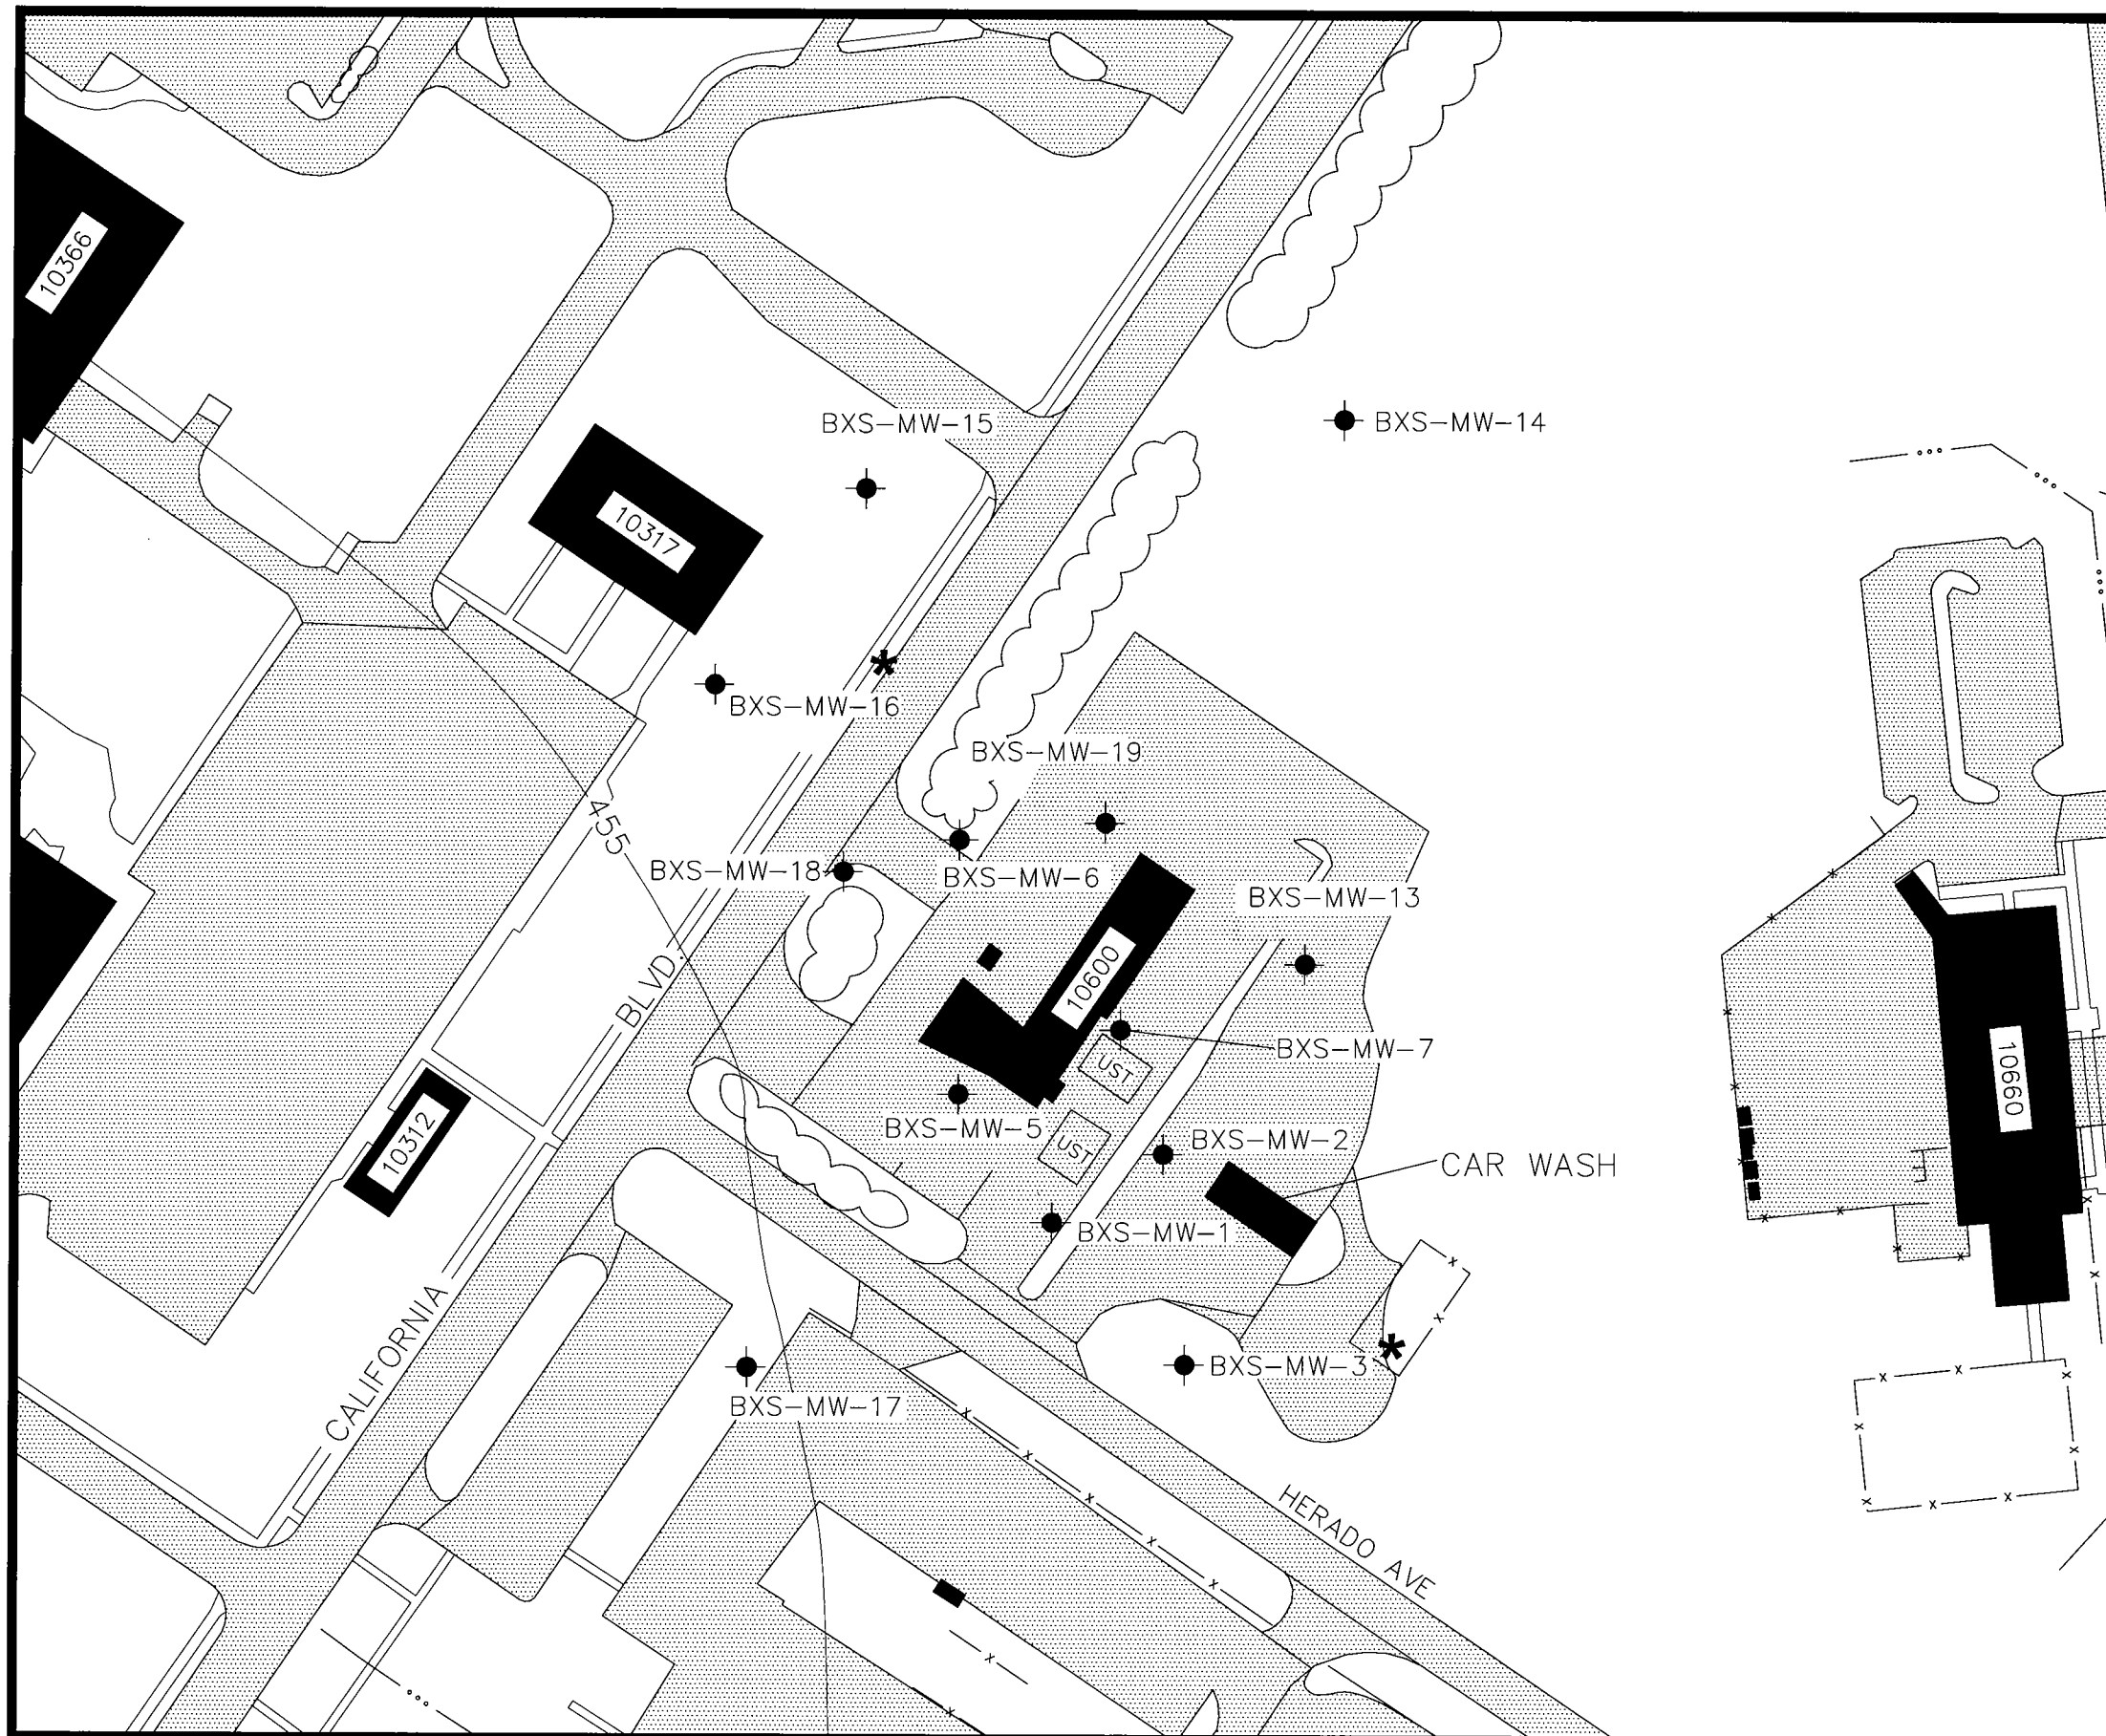 10366
BXS-MW-15
BXS-MW-14
10317
BXS-MW-16
BXS-MW-19
455
BXS-MW-18
BXS-MW-6
BXS-MW-13
10600
BLVD.
BXS-MW-7
UST
10660
BXS-MW-5
UST
BXS-MW-2
10312
CAR WASH
BXS-MW-1
CALIFORNIA
BXS-MW-3
BXS-MW-17
HERADO AVE